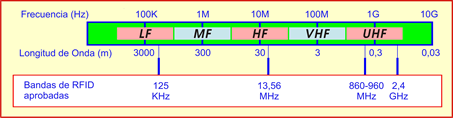 Frecuencia (Hz) 100K 1M 10M 100M 1G 10G
LF MF HF VHF UHF
Longitud de Onda (m) 3000 300 30 3 0,3 0,03
Bandas de RFID 125 13,56 860-960 2,4
aprobadas KHz MHz MHz GHz